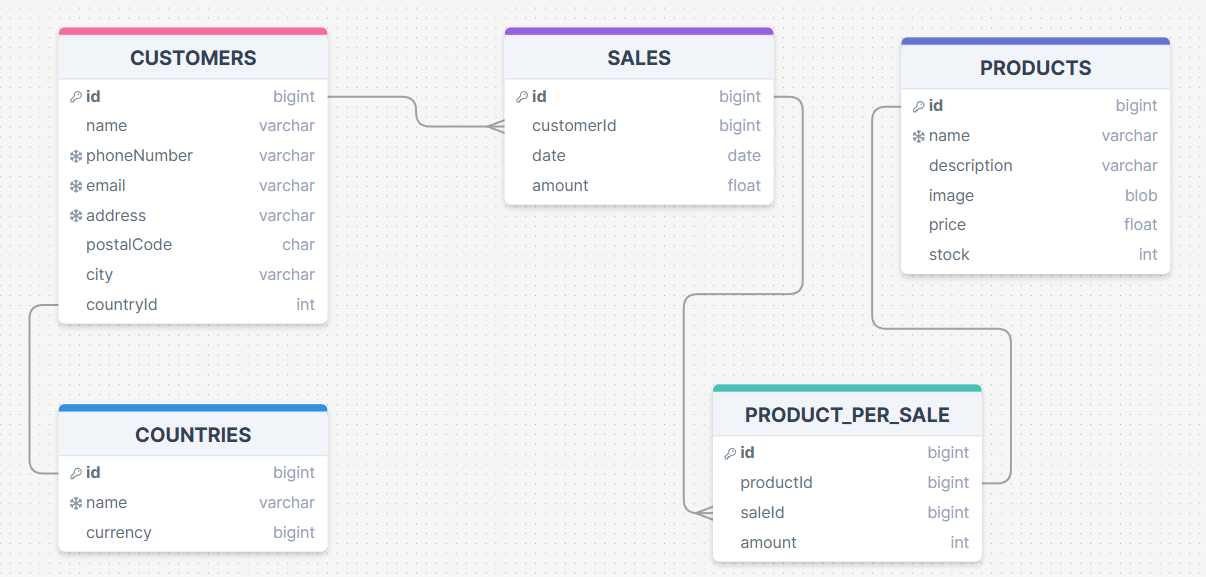 CUSTOMERS
id bigint
name varchar
phoneNumber varchar
email varchar
address varchar
postalCode char
city varchar
countryId int
SALES
id bigint
customerId bigint
date date
amount float
PRODUCTS
id bigint
name varchar
description varchar
image blob
price float
stock int
COUNTRIES
id bigint
name varchar
currency bigint
PRODUCT_PER_SALE
id bigint
productId bigint
saleId bigint
amount int